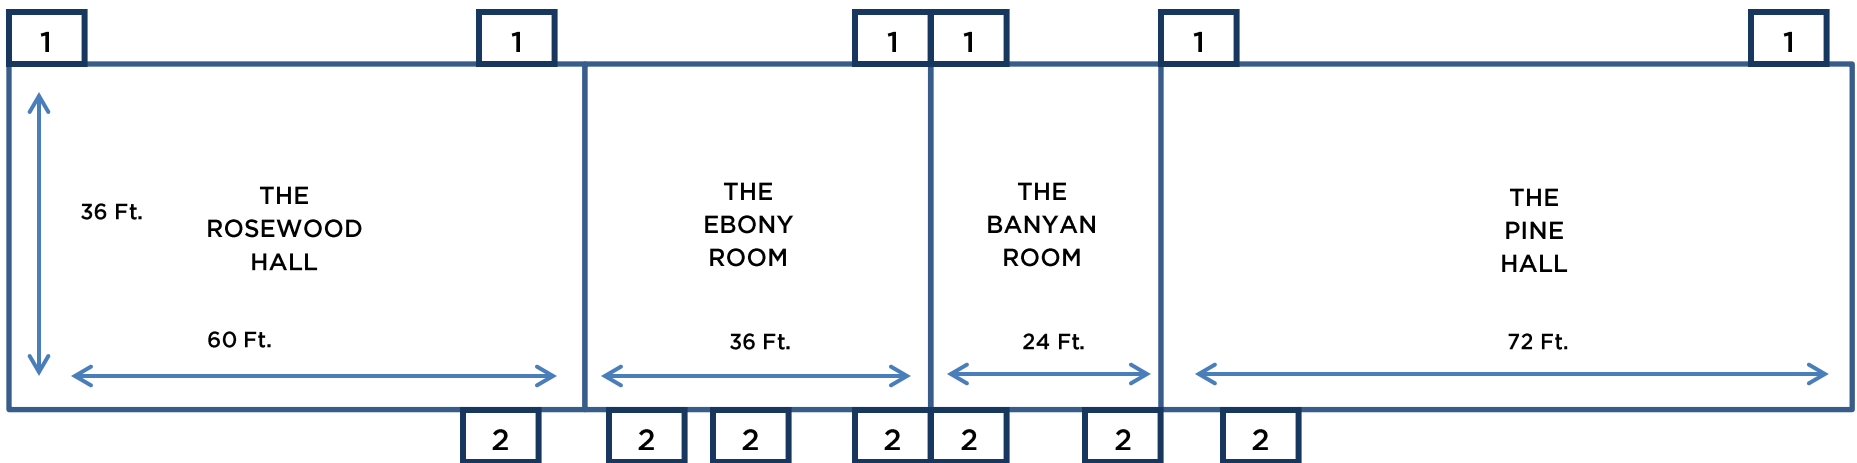 1 1 1 1 1 1
THE
ROSEWOOD
HALL
36 Ft.
60 Ft.
THE
EBONY
ROOM
36 Ft.
THE
BANYAN
ROOM
24 Ft.
THE
PINE
HALL
72 Ft.
2 2 2 2 2 2 2